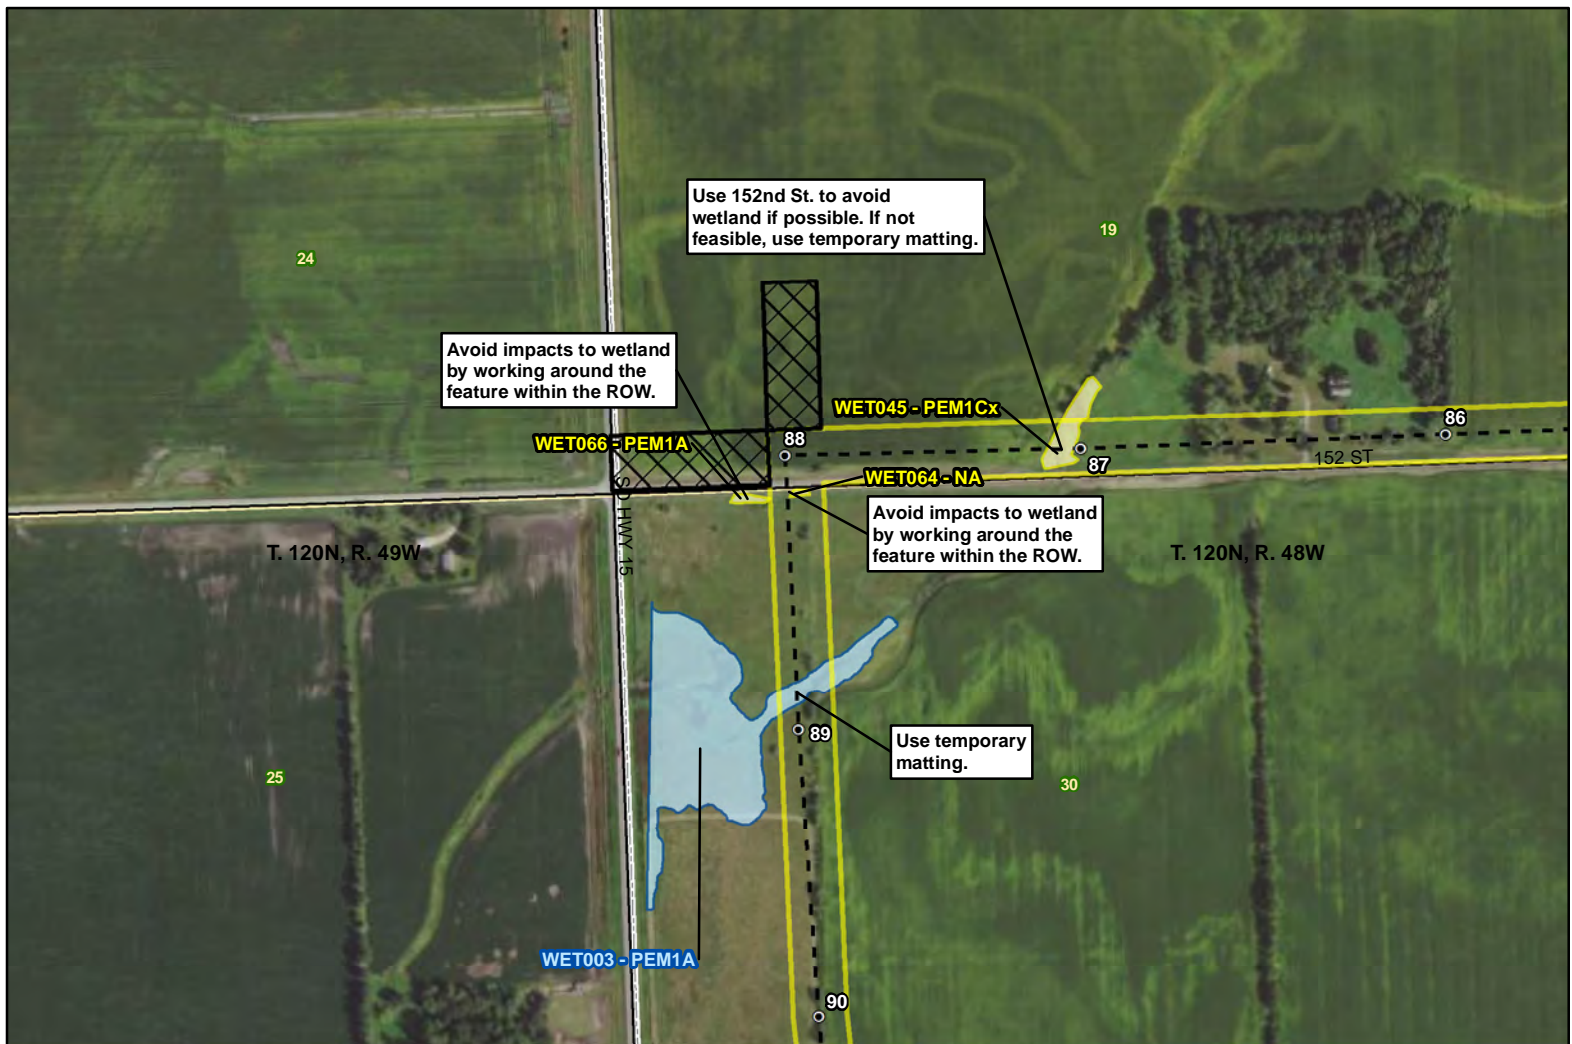 Use 152nd St. to avoid
wetland if possible. If not
feasible, use temporary matting.
19
24
Avoid impacts to wetland
by working around the
feature within the ROW.
WET045 - PEM1Cx
86
WET066 - PEM1A
88
87
152 ST
WET064 - NA
SD HWY 15
Avoid impacts to wetland
by working around the
feature within the ROW.
T. 120N, R. 49W
T. 120N, R. 48W
89
Use temporary
matting.
25
30
WET003 - PEM1A
90